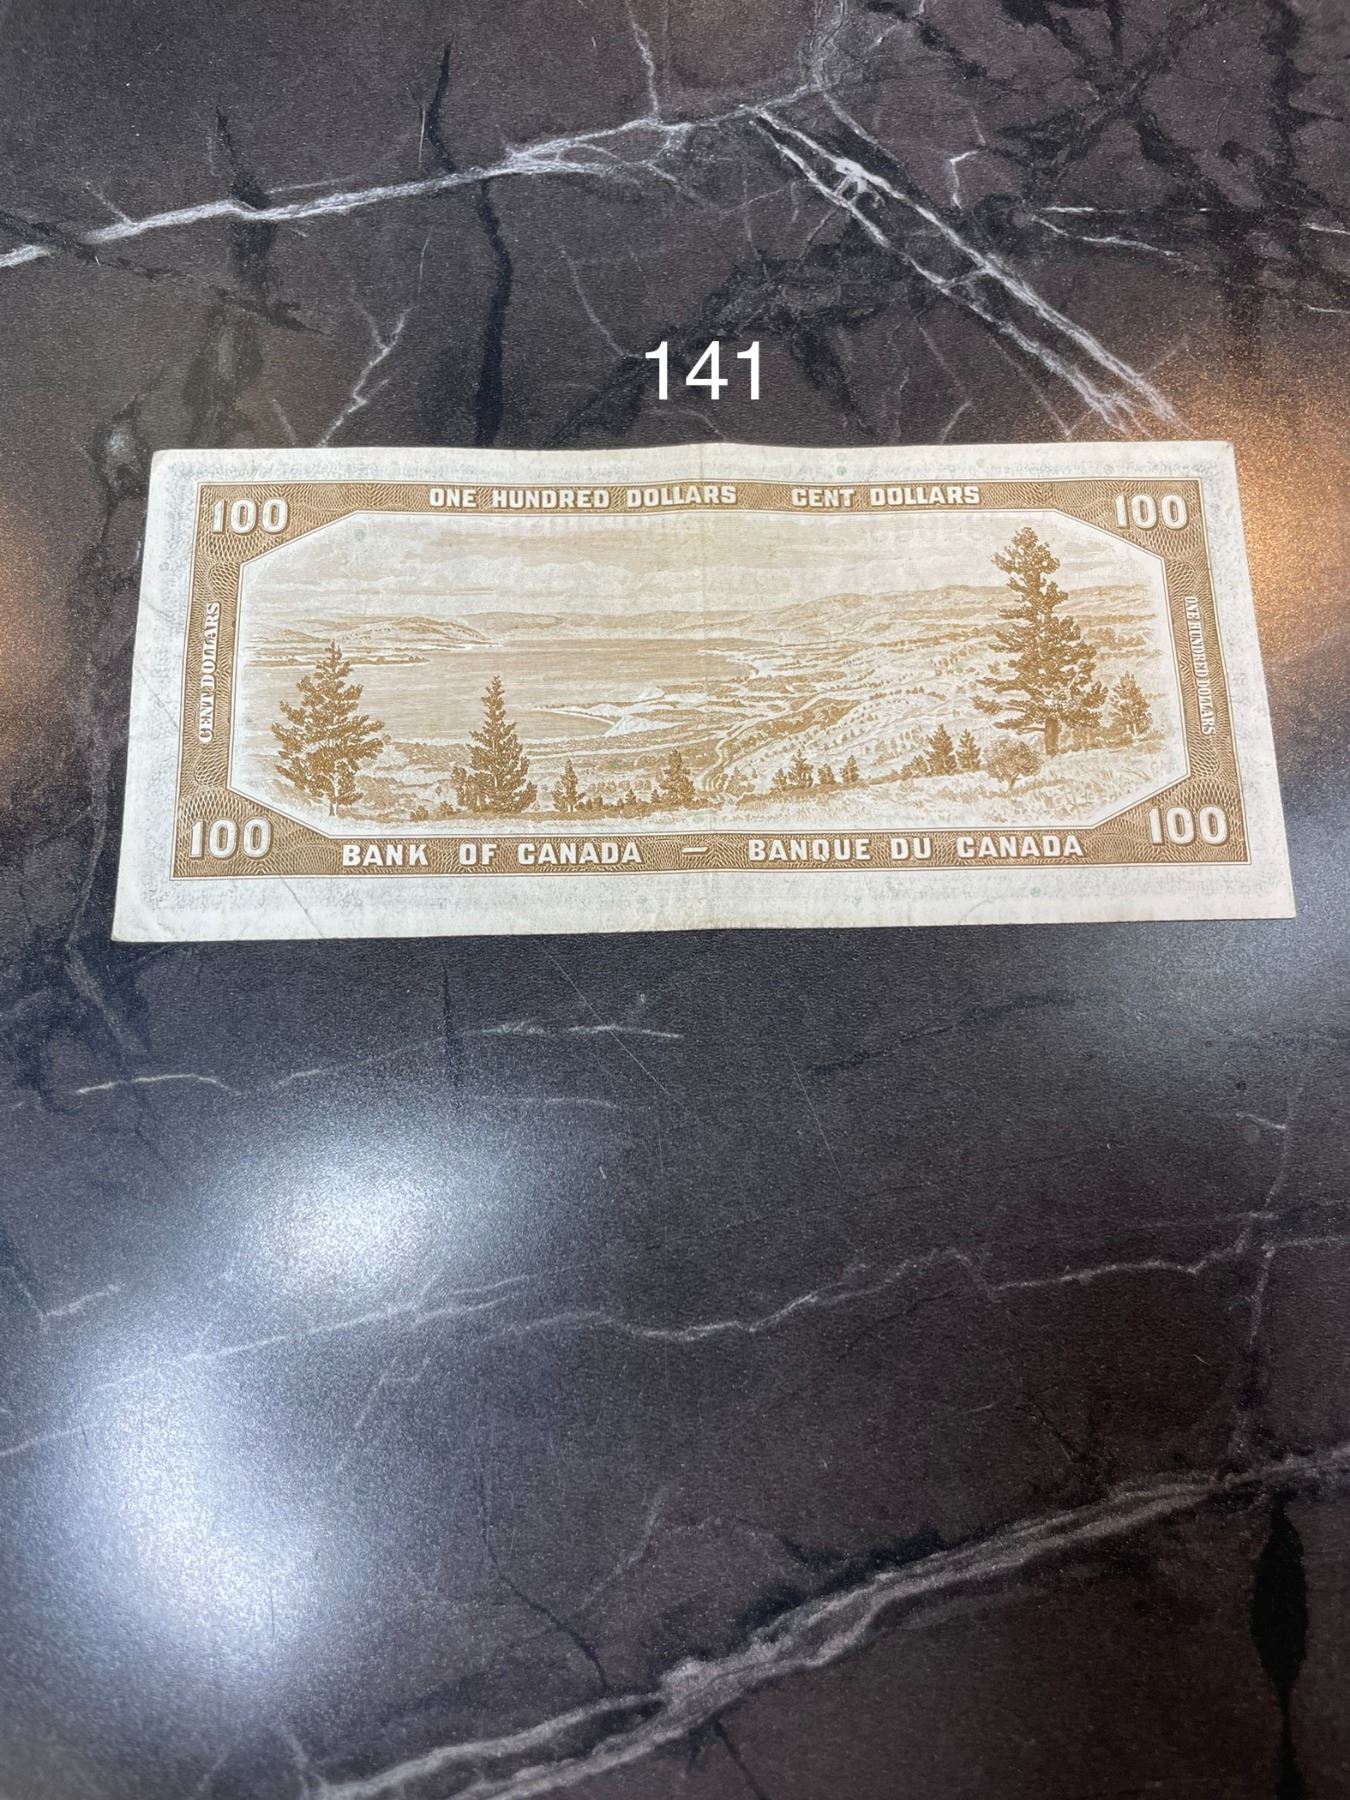 141
ONE HUNDRED DOLLARS CENT DOLLARS
100
100
CENT DOLLARS
ONE HUNDRED DOLLARS
100
100
BANK OF CANADA — BANQUE DU CANADA